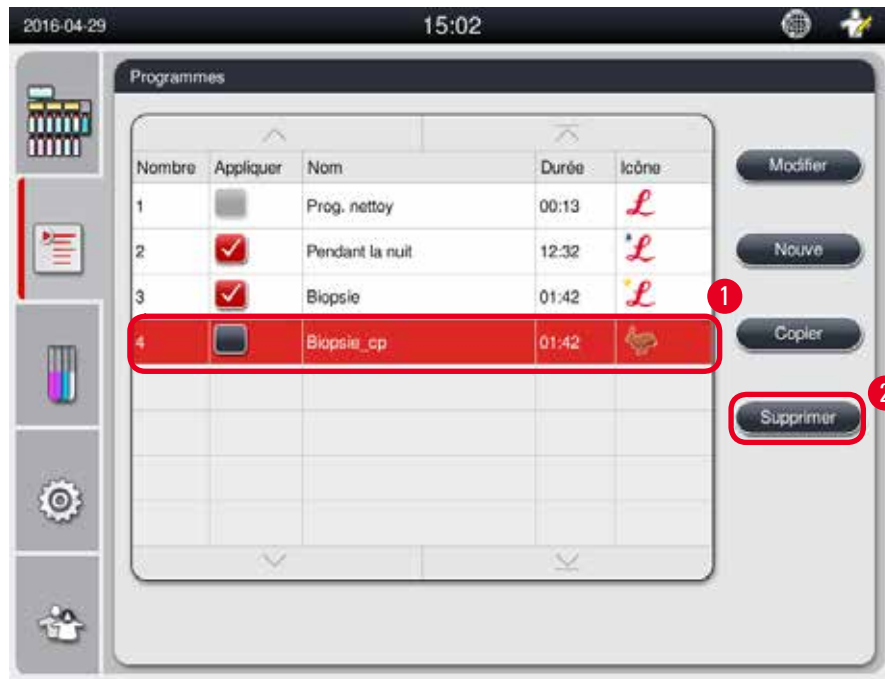 2016-04-29 15:02
Programmes
Nombre Appliquer Nom Durée Icône
1 Prog. nettoy 00:13 L
2 Pendant la nuit 12:32 L
3 Biopsie 01:42 L
4 Biopsie_cp 01:42
Modifier
Nouve
Copier
Supprimer
1
2